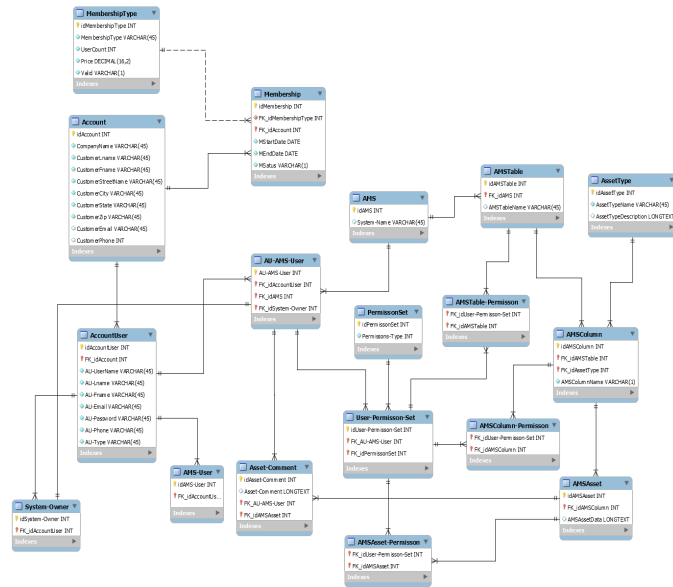 MembershipType
idMembershipType INT
MembershipType VARCHAR(45)
UserCount INT
Price DECIMAL(16,2)
Valid VARCHAR(1)
Indexes
Membership
idMembership INT
FK_idMembershipType INT
FK_idAccount INT
MStartDate DATE
MEndDate DATE
MSatus VARCHAR(1)
Indexes
Account
idAccount INT
CompanyName VARCHAR(45)
CustomerLname VARCHAR(45)
CustomerFname VARCHAR(45)
CustomerStreetName VARCHAR(45)
CustomerCity VARCHAR(45)
CustomerState VARCHAR(45)
CustomerZip VARCHAR(45)
CustomerEmail VARCHAR(45)
CustomerPhone INT
Indexes
AMSTable
idAMSTable INT
FK_idAMS INT
AMSTableName VARCHAR(45)
Indexes
AssetType
idAssetType INT
AssetTypeName VARCHAR(45)
AssetTypeDescription LONGTEXT
Indexes
AMS
idAMS INT
System-Name VARCHAR(45)
Indexes
AU-AMS-User
AU-AMS-User INT
FK_idAccountUser INT
FK_idAMS INT
FK_idSystem-Owner INT
Indexes
PermissonSet
idPermissonSet INT
Permissons-Type INT
Indexes
AMSTable-Permisson
FK_idUser-Permisson-Set INT
FK_idAMSTable INT
Indexes
AMSColumn
idAMSColumn INT
FK_idAMSTable INT
FK_idAssetType INT
AMSColumnName VARCHAR(1)
Indexes
AccountUser
idAccountUser INT
FK_idAccount INT
AU-UserName VARCHAR(45)
AU-Lname VARCHAR(45)
AU-Fname VARCHAR(45)
AU-Email VARCHAR(45)
AU-Password VARCHAR(45)
AU-Phone VARCHAR(45)
AU-Type VARCHAR(45)
Indexes
User-Permisson-Set
idUser-Permisson-Set INT
FK_AU-AMS-User INT
FK_idPermissonSet INT
Indexes
AMSColumn-Permisson
FK_idUser-Permisson-Set INT
FK_idAMSColumn INT
Indexes
AMS-User
idAMS-User INT
FK_idAccountUs...
Indexes
Asset-Comment
idAsset-Comment INT
Asset-Comment LONGTEXT
FK_AU-AMS-User INT
FK_idAMSAsset INT
Indexes
AMSAsset
idAMSAsset INT
FK_idAMSColumn INT
AMSAssetData LONGTEXT
Indexes
System-Owner
idSystem-Owner INT
FK_idAccountUser INT
Indexes
AMSAsset-Permisson
FK_idUser-Permisson-Set INT
FK_idAMSAsset INT
Indexes